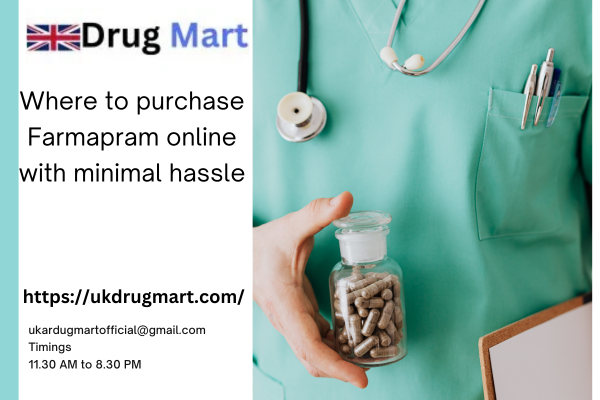 Drug Mart
Where to purchase
Farmapram online
with minimal hassle
https://ukdrugmart.com/
ukardugmartofficial@gmail.com
Timings
11.30 AM to 8.30 PM